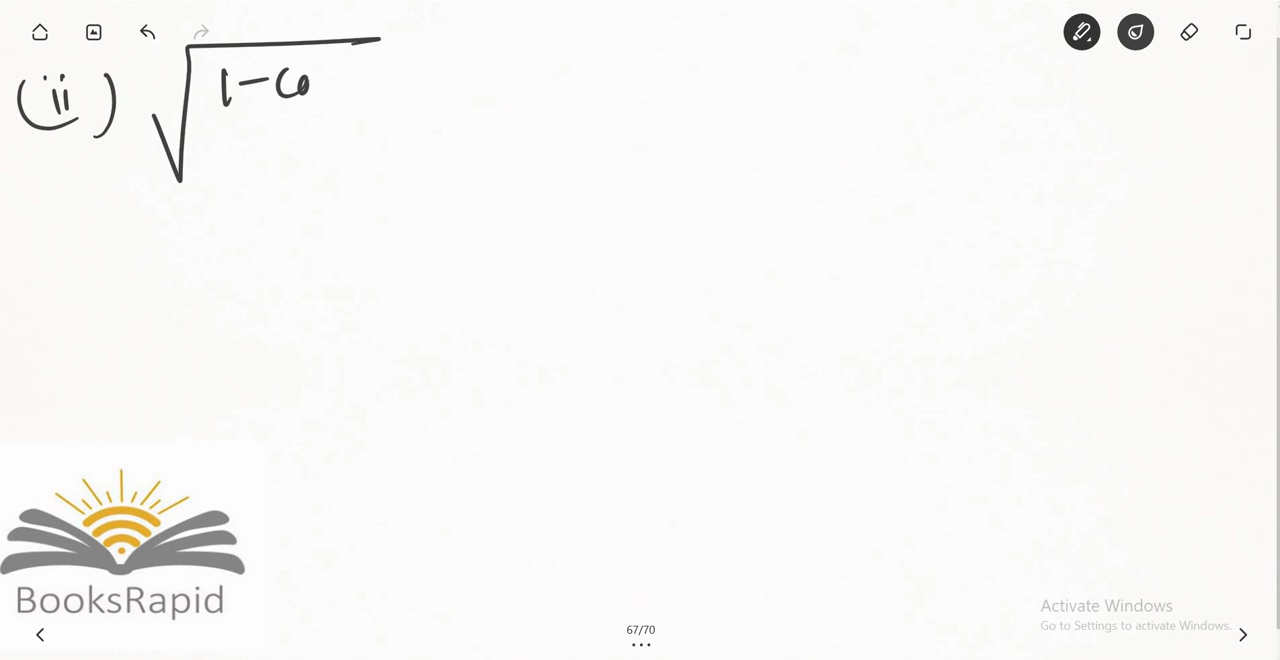 (ii) √1-co
BooksRapid
Activate Windows
Go to Settings to activate Windows.
67/70